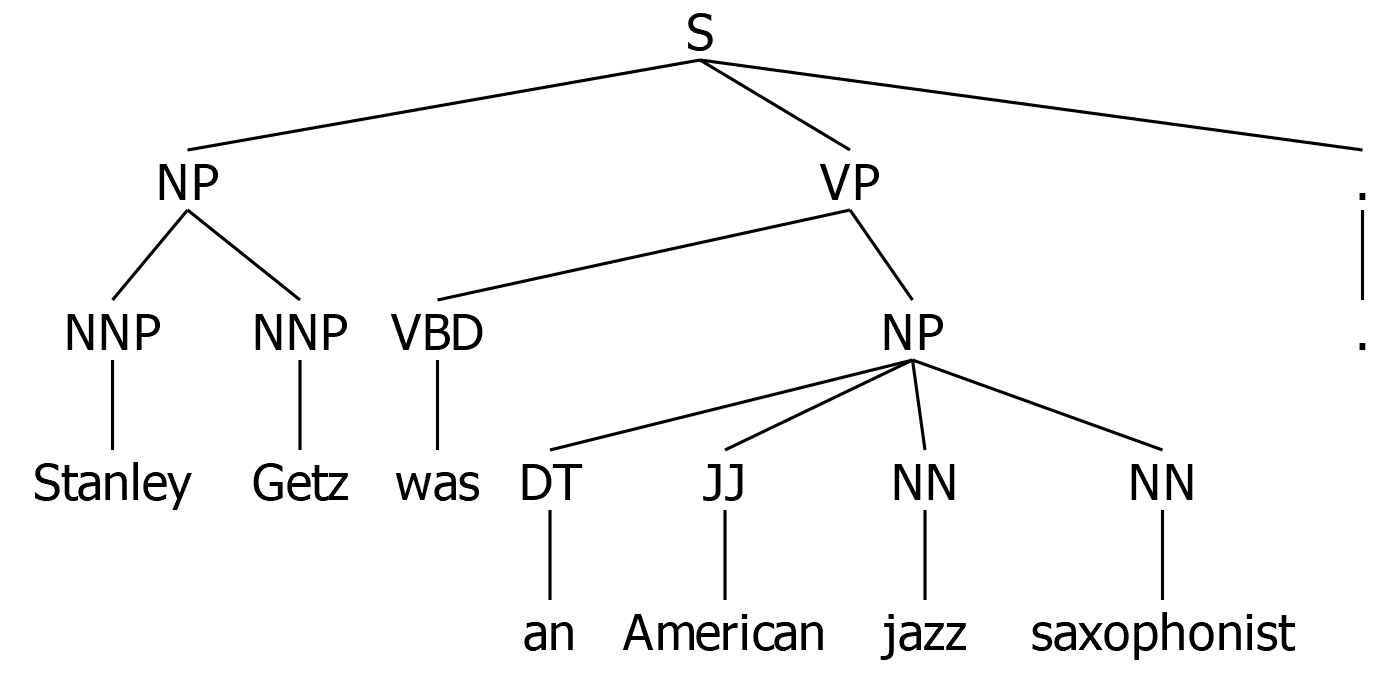 S
NP VP .
NNP NNP VBD NP .
Stanley Getz was DT JJ NN NN
an American jazz saxophonist